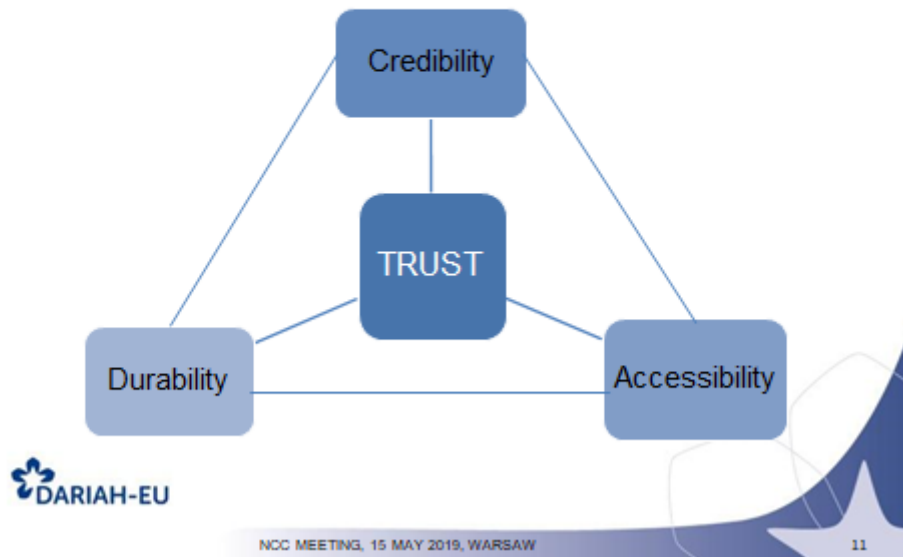 Credibility
TRUST
Durability
Accessibility
DARIAH-EU
NCC MEETING, 15 MAY 2019, WARSAW
11